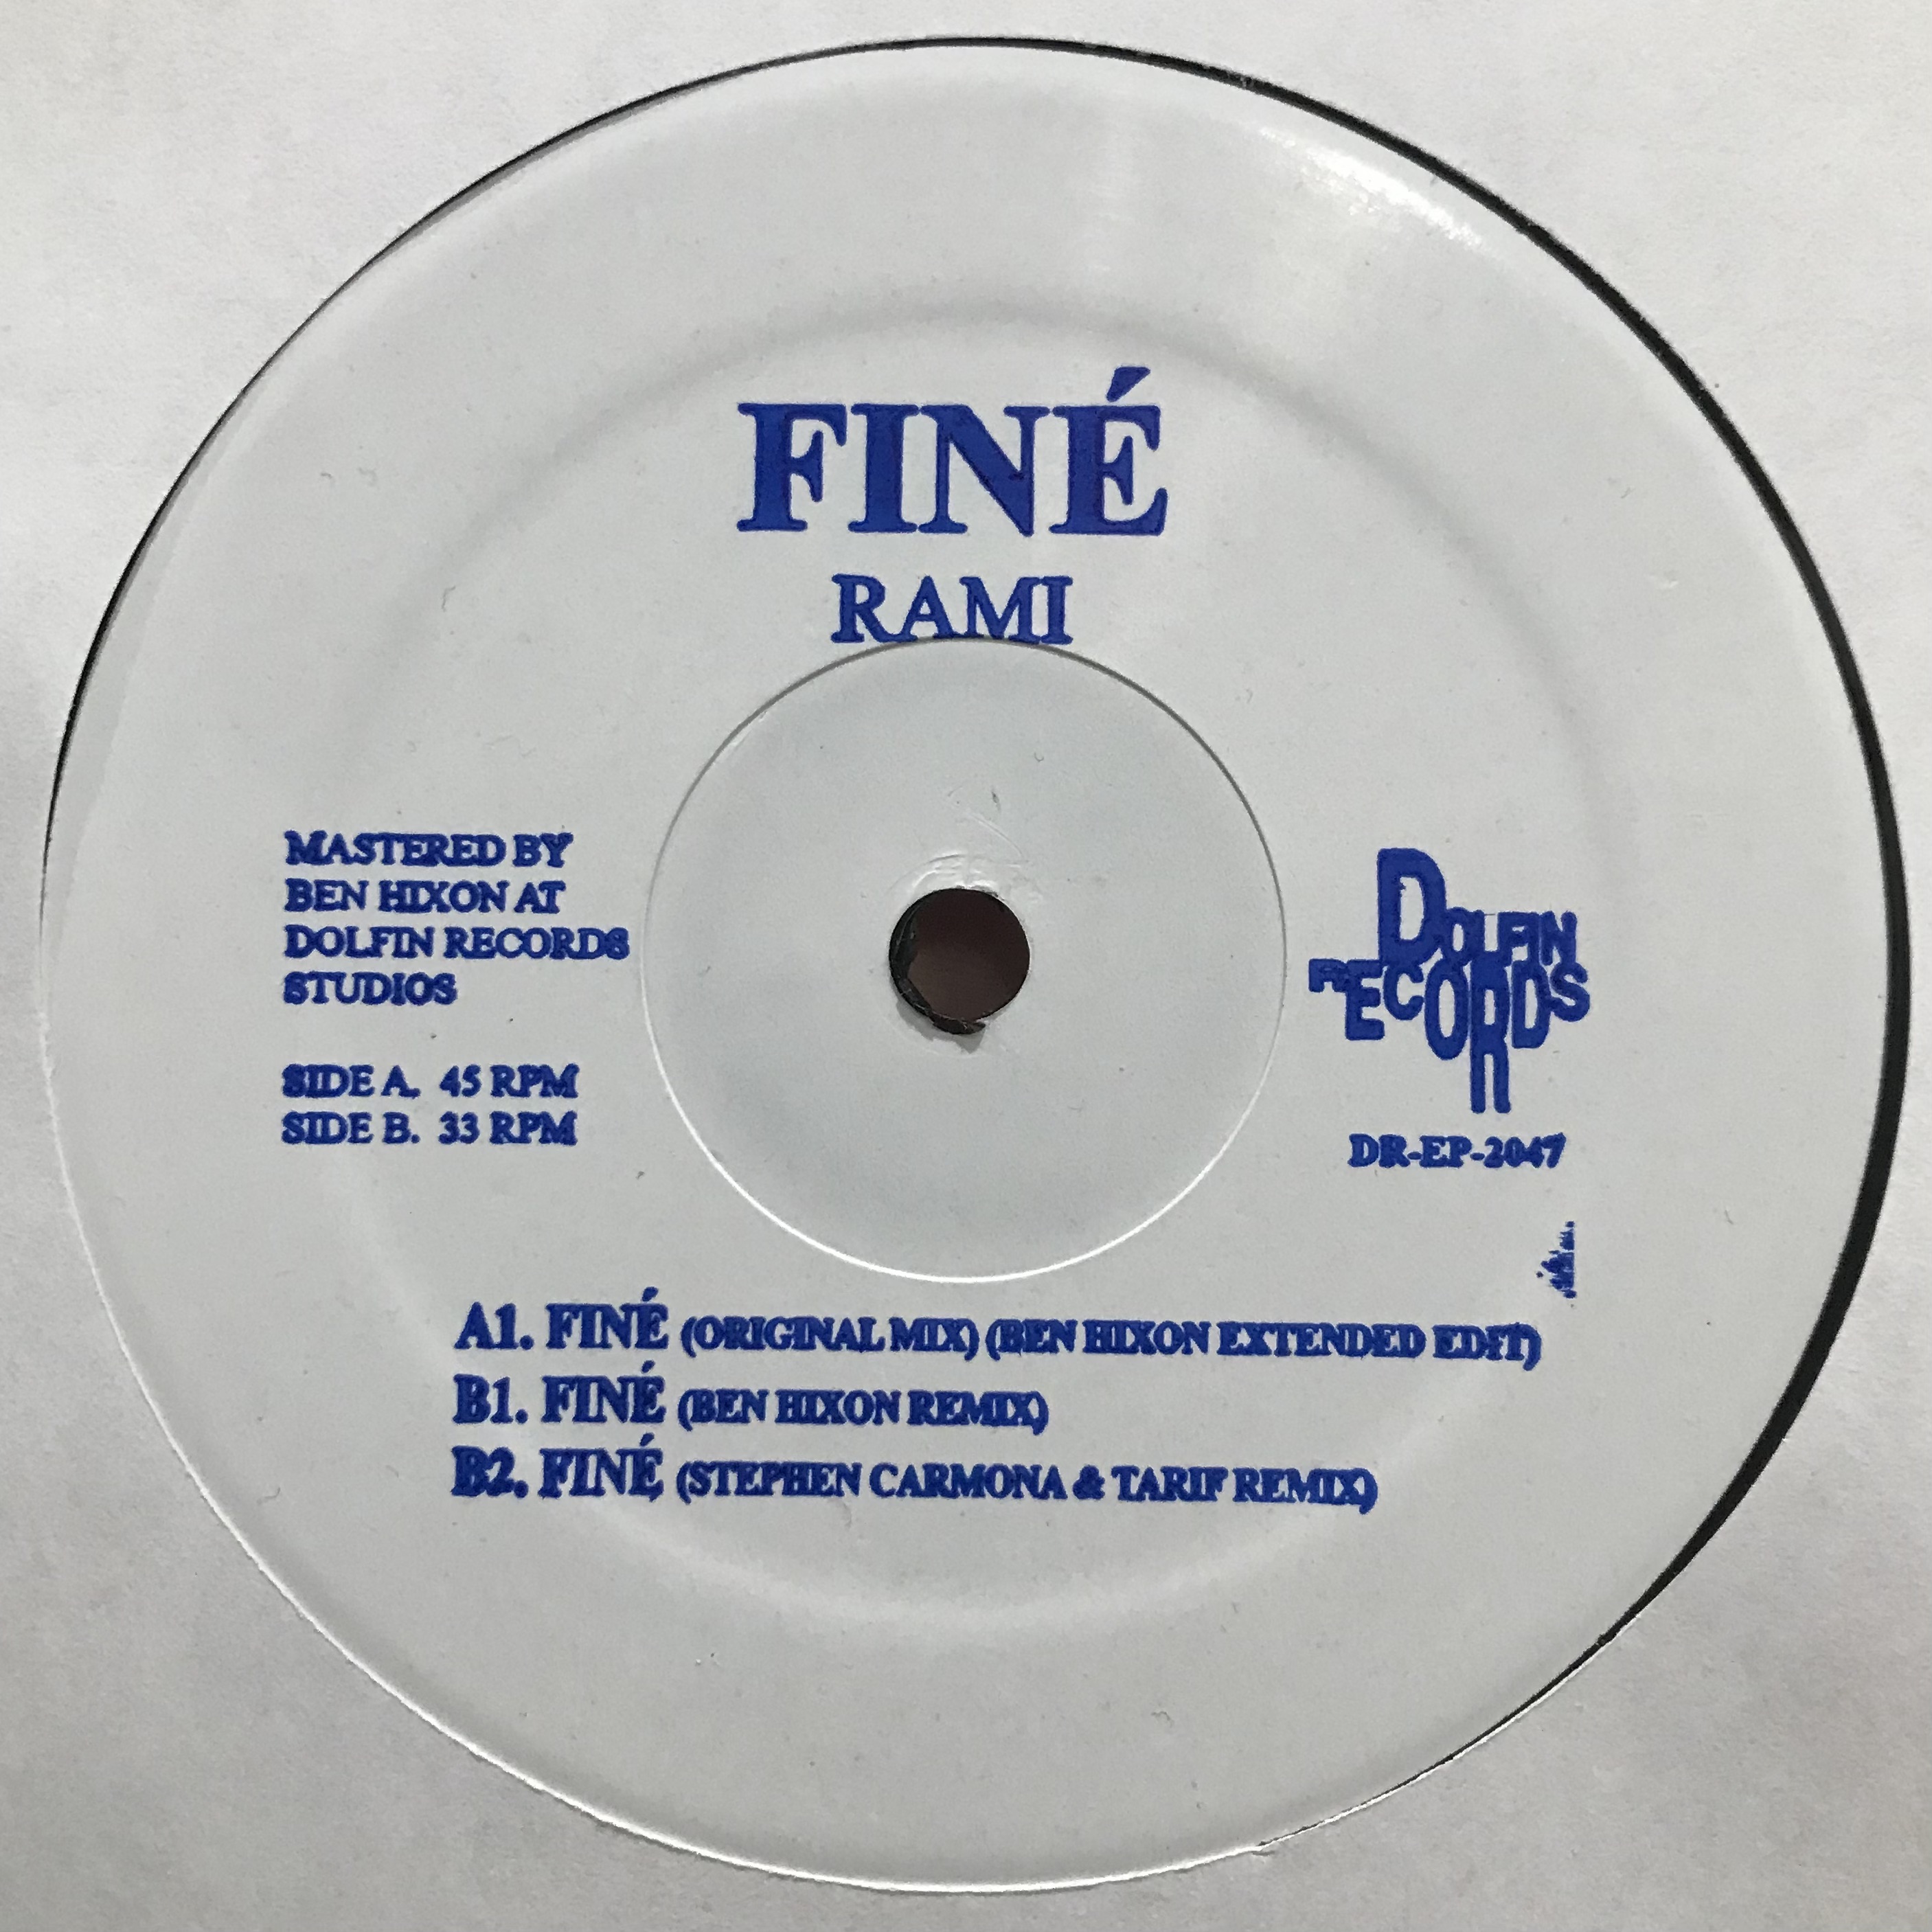 FINÉ
RAMI
MASTERED BY
BEN HIXON AT
DOLFIN RECORDS
STUDIOS
SIDE A. 45 RPM
SIDE B. 33 RPM
DOLFIN
RECORDS
DR-EP-2047
A1. FINÉ (ORIGINAL MIX) (BEN HIXON EXTENDED EDIT)
B1. FINÉ (BEN HIXON REMIX)
B2. FINÉ (STEPHEN CARMONA & TARIF REMIX)